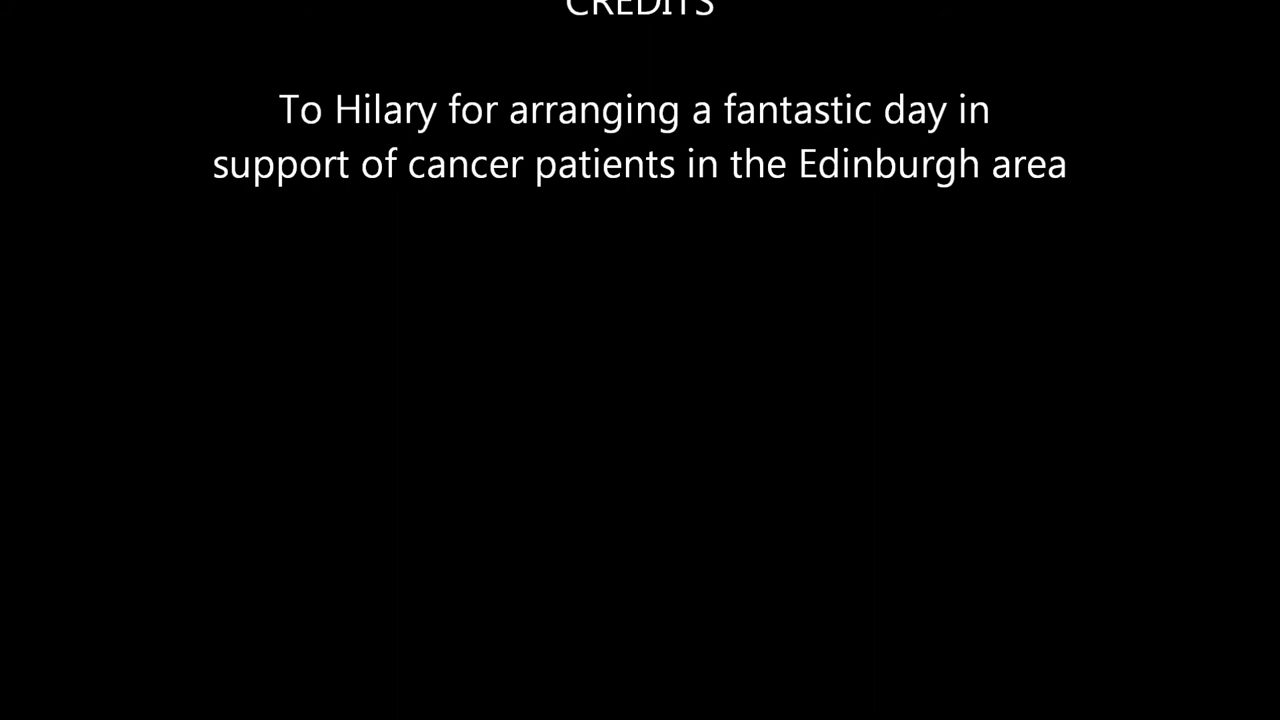 CREDITS
To Hilary for arranging a fantastic day in
support of cancer patients in the Edinburgh area